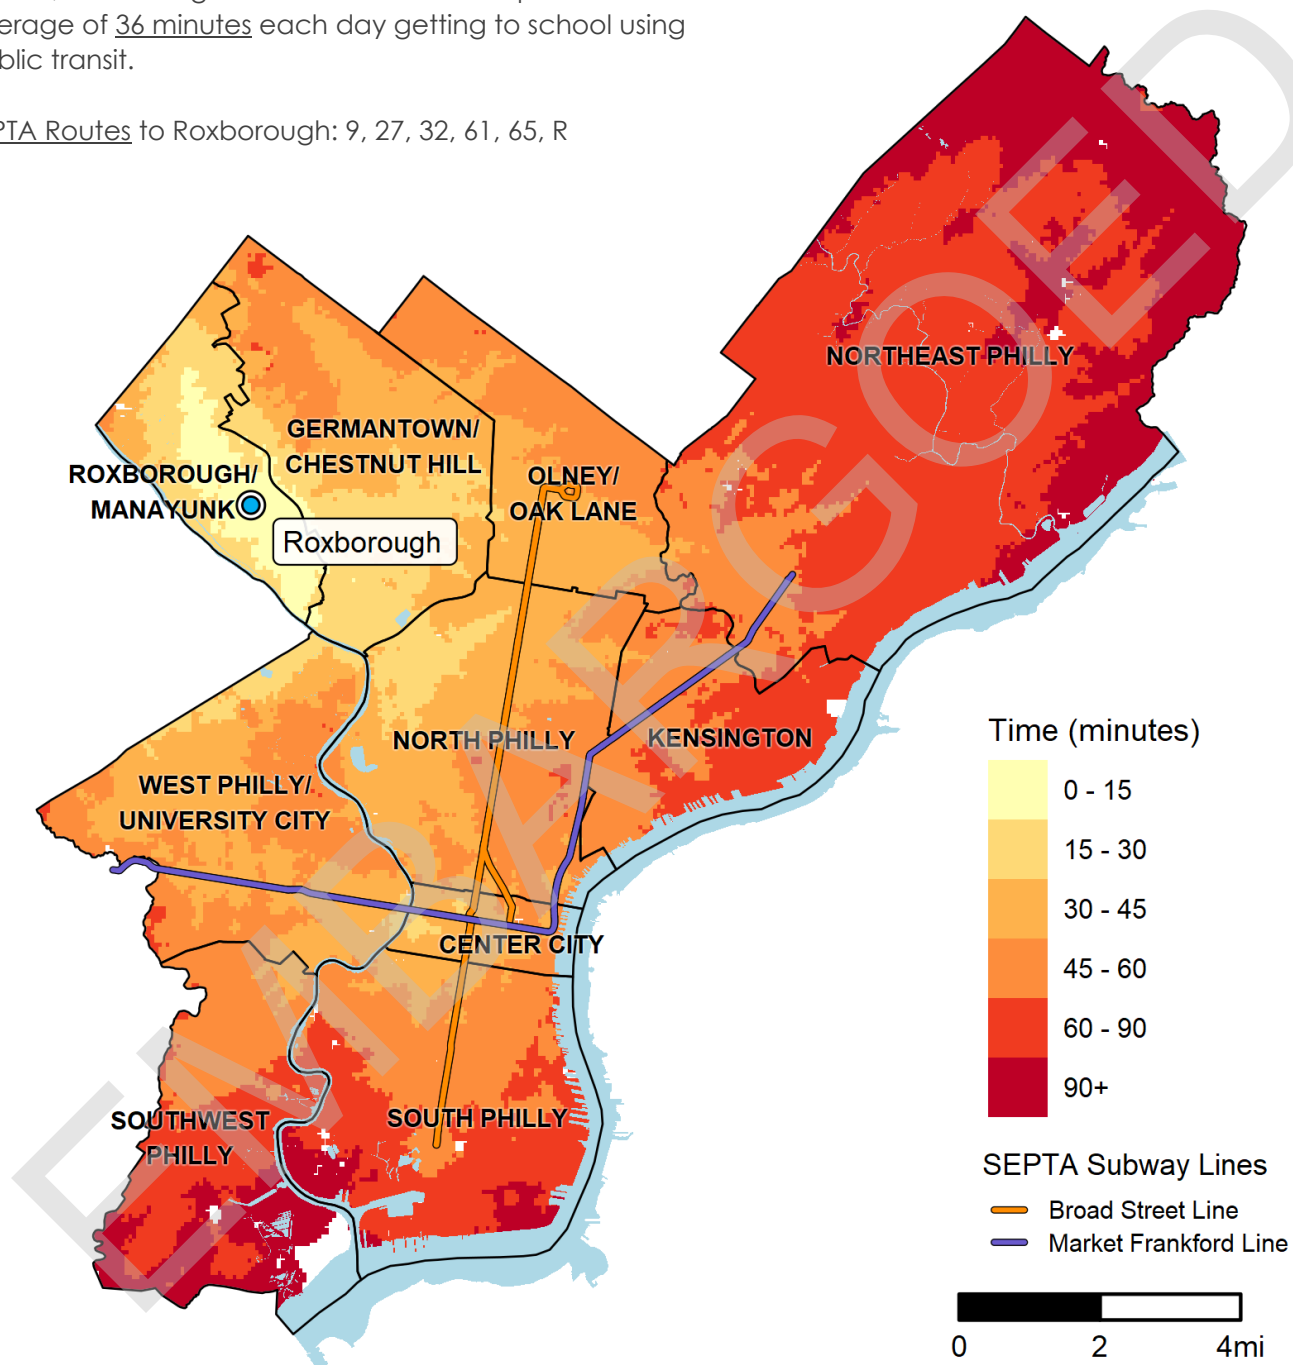 erage of 36 minutes each day getting to school using
blic transit.
PTA Routes to Roxborough: 9, 27, 32, 61, 65, R
NORTHEAST PHILLY
GERMANTOWN/
CHESTNUT HILL
ROXBOROUGH/
MANAYUNK
OLNEY/
OAK LANE
Roxborough
NORTH PHILLY
KENSINGTON
WEST PHILLY/
UNIVERSITY CITY
CENTER CITY
SOUTHWEST
PHILLY
SOUTH PHILLY
Time (minutes)
0 - 15
15 - 30
30 - 45
45 - 60
60 - 90
90+
SEPTA Subway Lines
Broad Street Line
Market Frankford Line
0 2 4mi
EMBARGOED